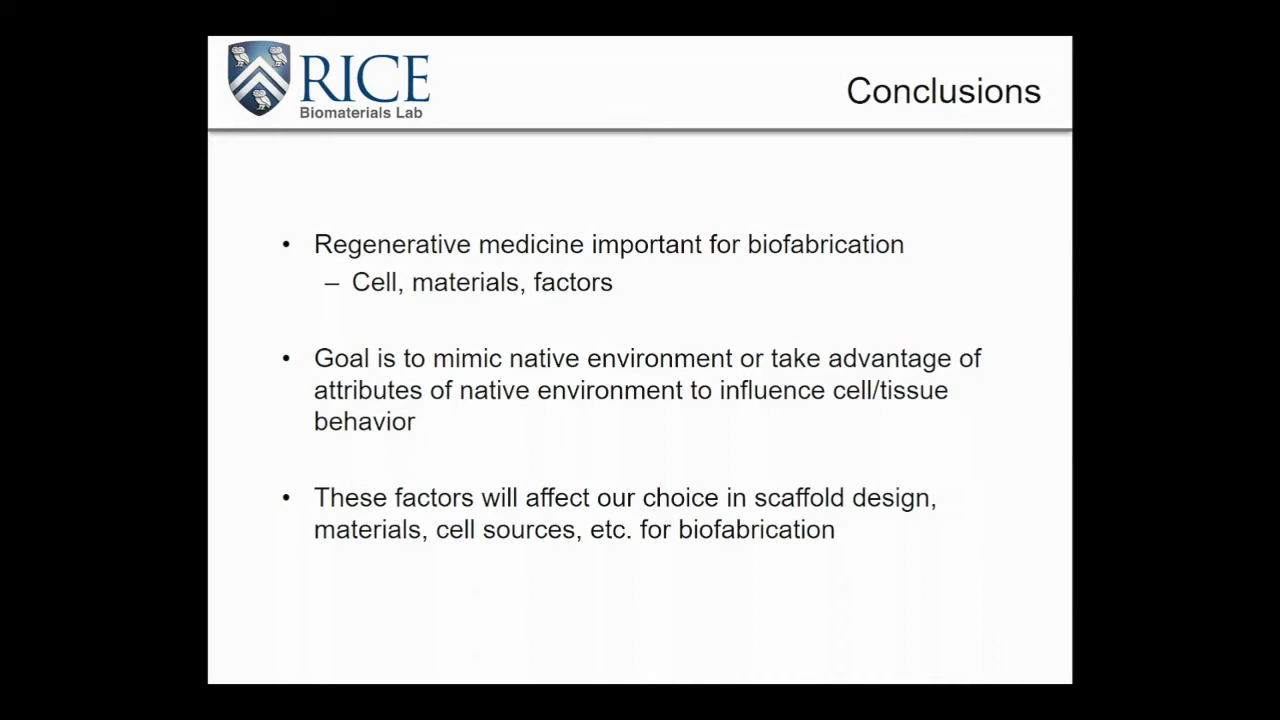 RICE
Biomaterials Lab
Conclusions
• Regenerative medicine important for biofabrication
– Cell, materials, factors
• Goal is to mimic native environment or take advantage of
attributes of native environment to influence cell/tissue
behavior
• These factors will affect our choice in scaffold design,
materials, cell sources, etc. for biofabrication